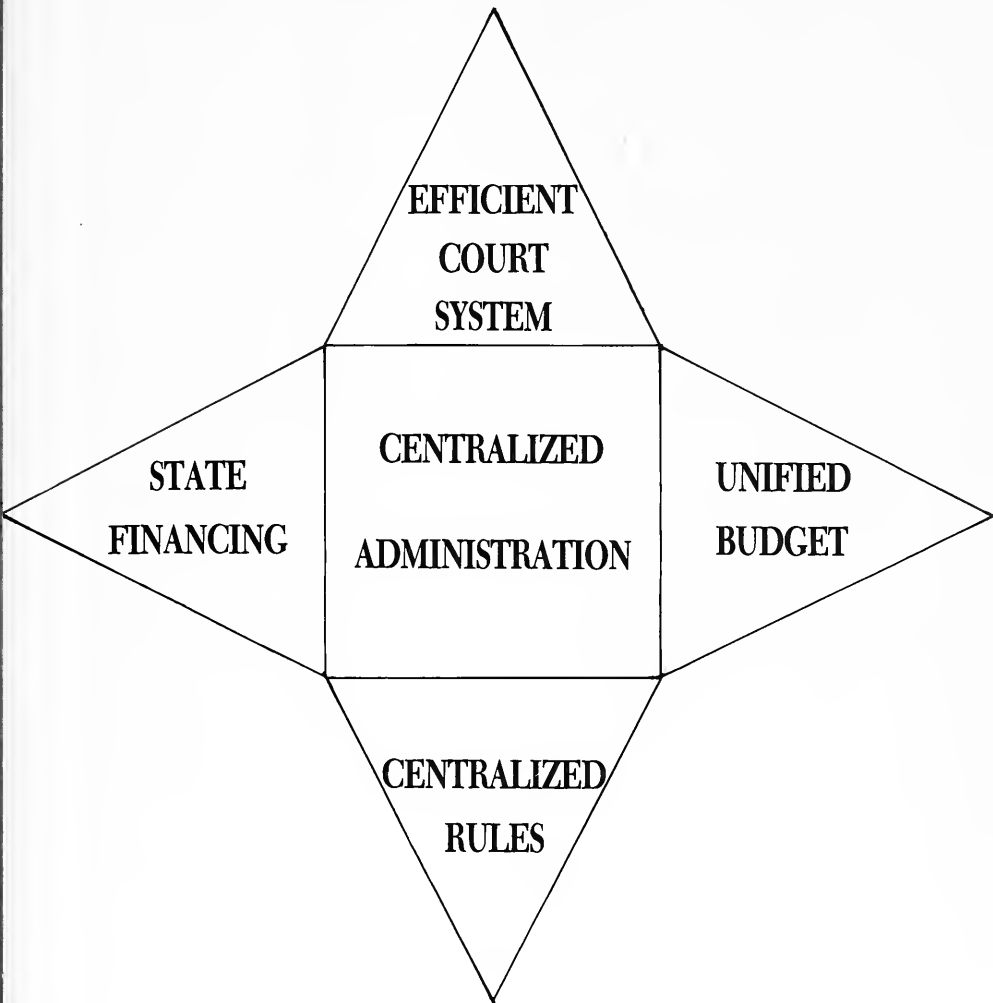 EFFICIENT
COURT
SYSTEM
STATE
FINANCING
CENTRALIZED
ADMINISTRATION
UNIFIED
BUDGET
CENTRALIZED
RULES